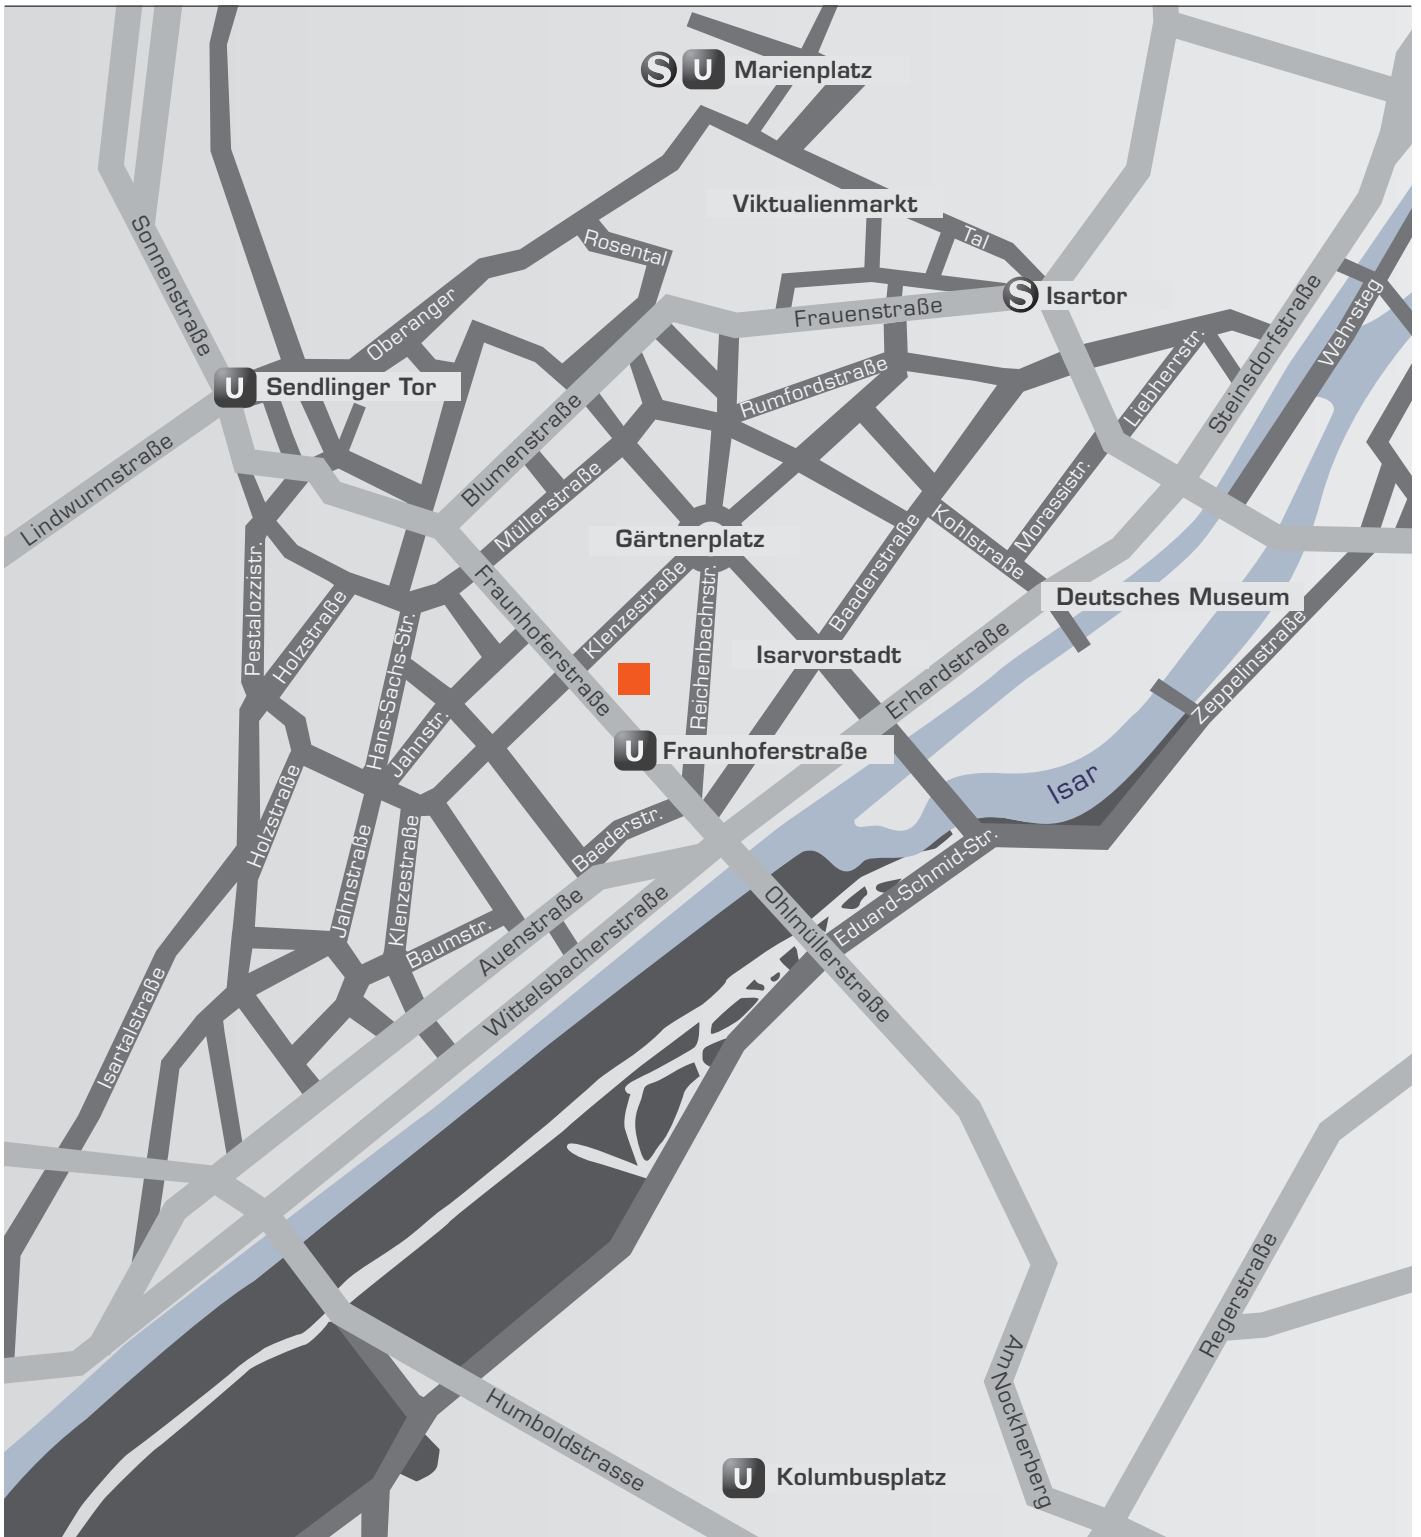 S U Marienplatz
Viktualienmarkt
Sonnenstraße
Rosental
Tal
Oberanger
S Isartor
Frauenstraße
Steinsdorfstraße
Wehrsteg
U Sendlinger Tor
Rumfordstraße
Liebherrstr.
Lindwurmstraße
Blumenstraße
Müllerstraße
Morassistr.
Kohlstraße
Gärtnerplatz
Pestalozzistr.
Holzstraße
Fraunhoferstraße
Klenzestraße
Reichenbachrstr.
Baaderstraße
Deutsches Museum
Hans-Sachs-Str.
Isarvorstadt
Erhardstraße
Zeppelinstraße
Jahnstr.
U Fraunhoferstraße
Isar
Holzstraße
Jahnstraße
Klenzestraße
Baaderstr.
Eduard-Schmid-Str.
Ohlmüllerstraße
Baumstr.
Auenstraße
Wittelsbacherstraße
Isartalstraße
Regerstraße
Am Nockherberg
Humboldstrasse
U Kolumbusplatz